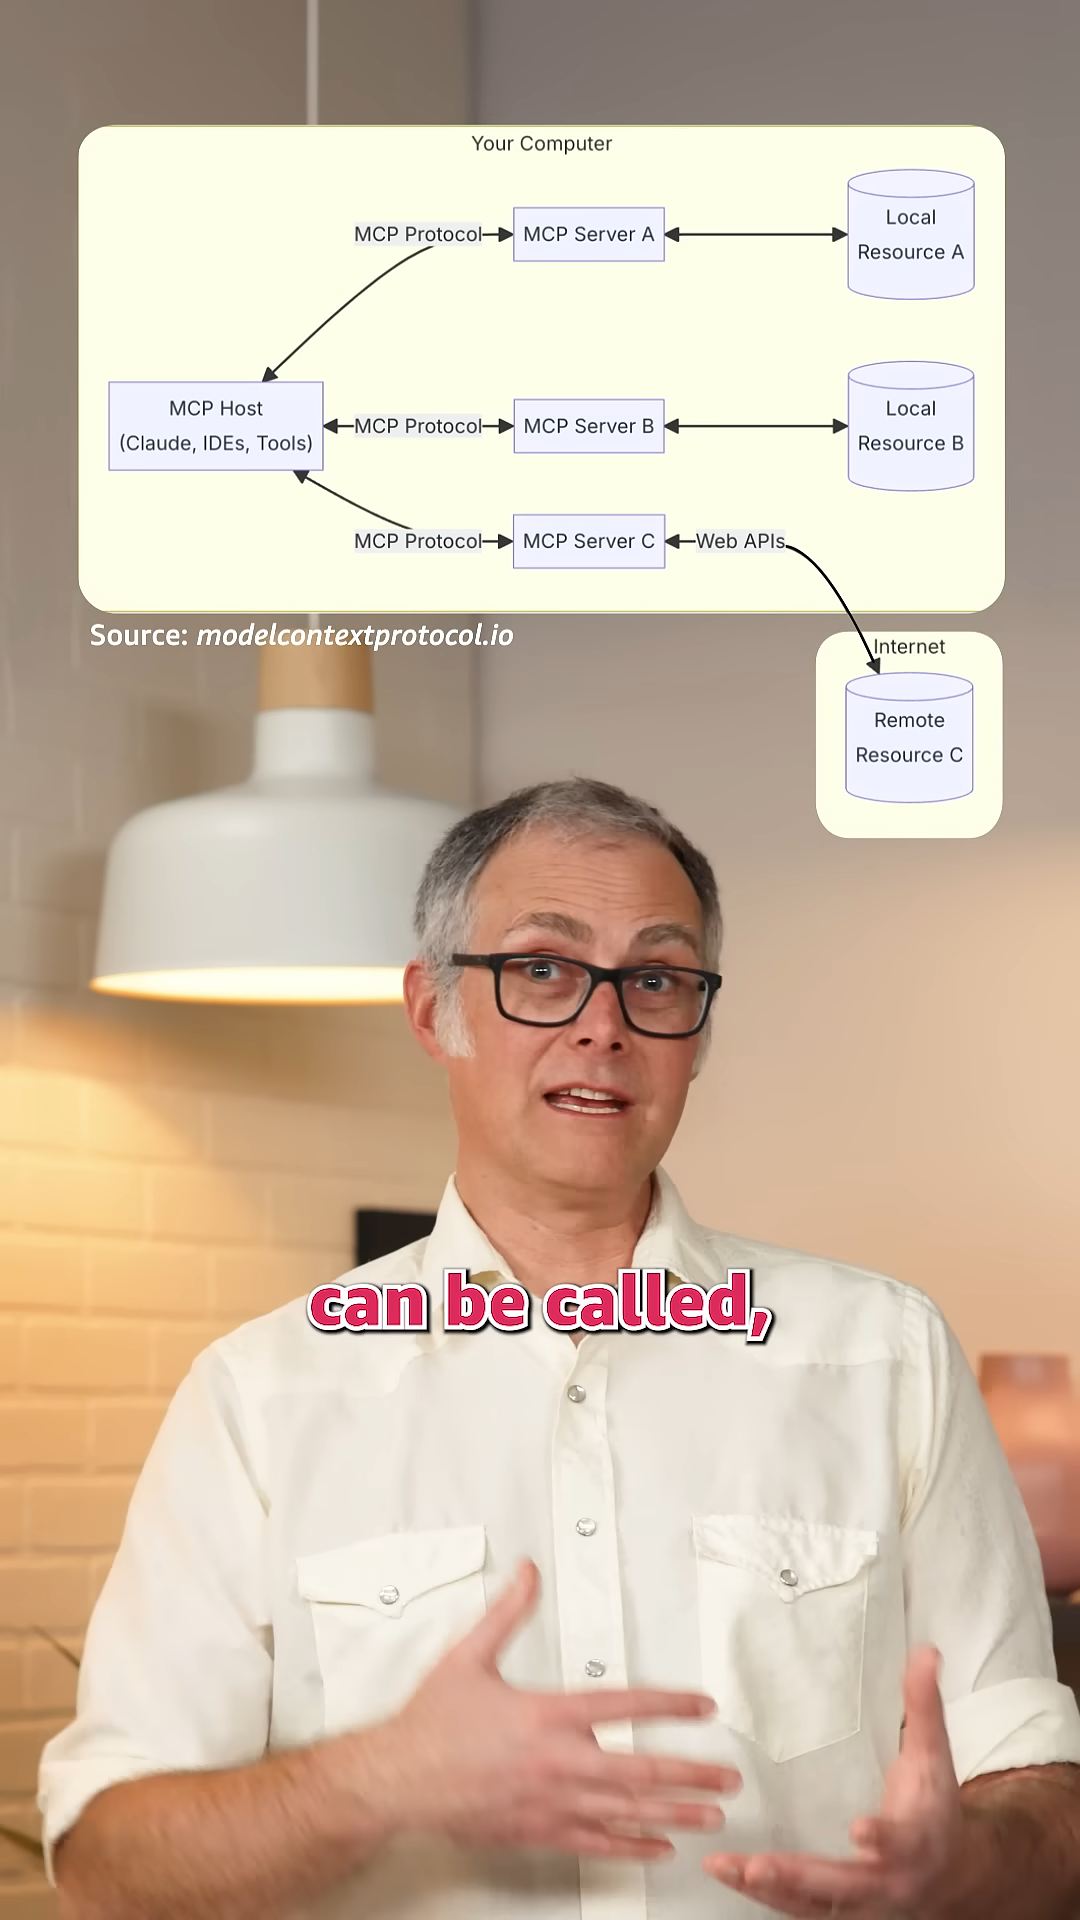 Your Computer
MCP Protocol
MCP Server A
Local
Resource A
MCP Host
(Claude, IDEs, Tools)
MCP Protocol
MCP Server B
Local
Resource B
MCP Protocol
MCP Server C
Web APIs
Source: modelcontextprotocol.io
Internet
Remote
Resource C
can be called,